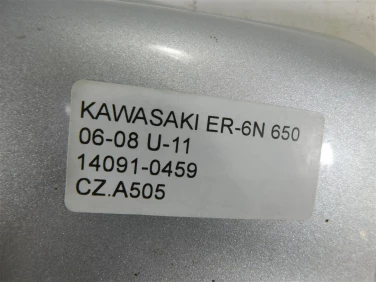 KAWASAKI ER-6N 650
06-08 U-11
14091-0459
CZ.A505